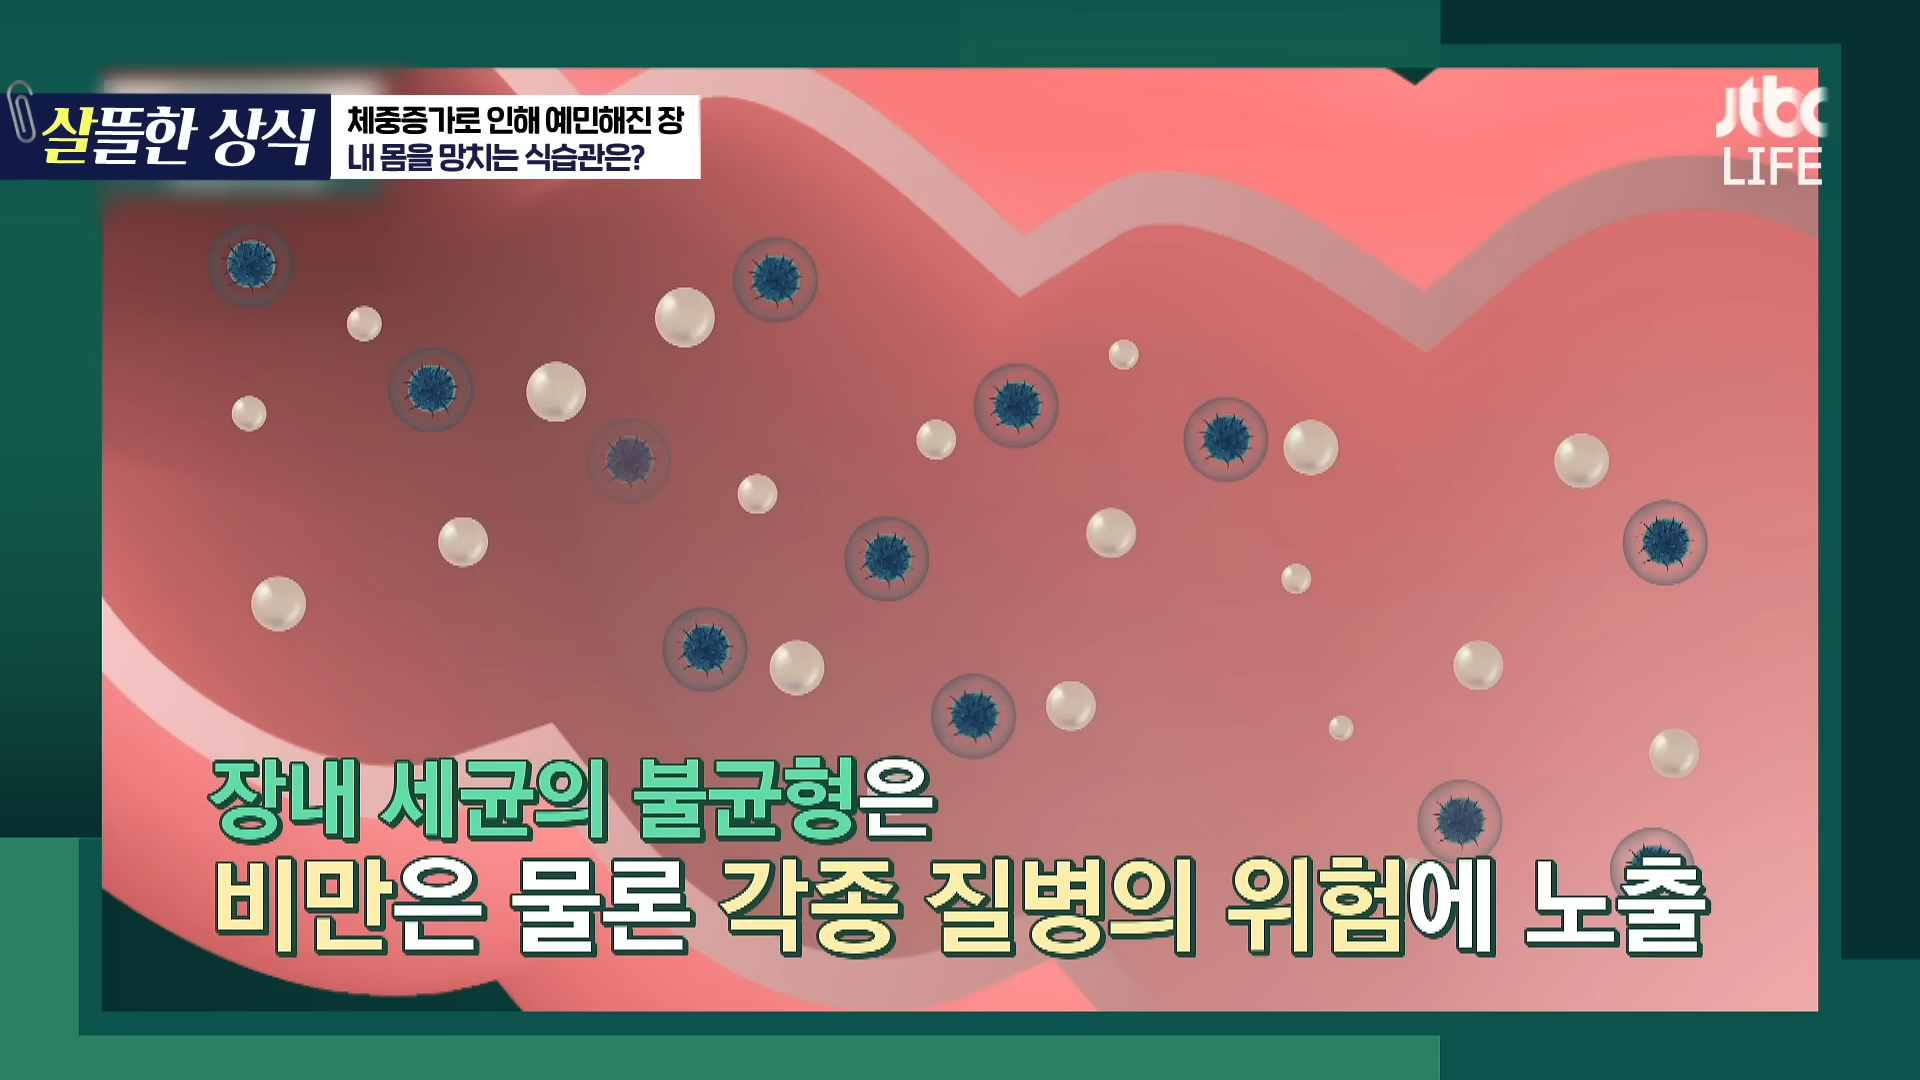 살뜰한 상식
체중증가로 인해 예민해진 장
내 몸을 망치는 식습관은?
jtbc
LIFE
장내 세균의 불균형은
비만은 물론 각종 질병의 위험에 노출